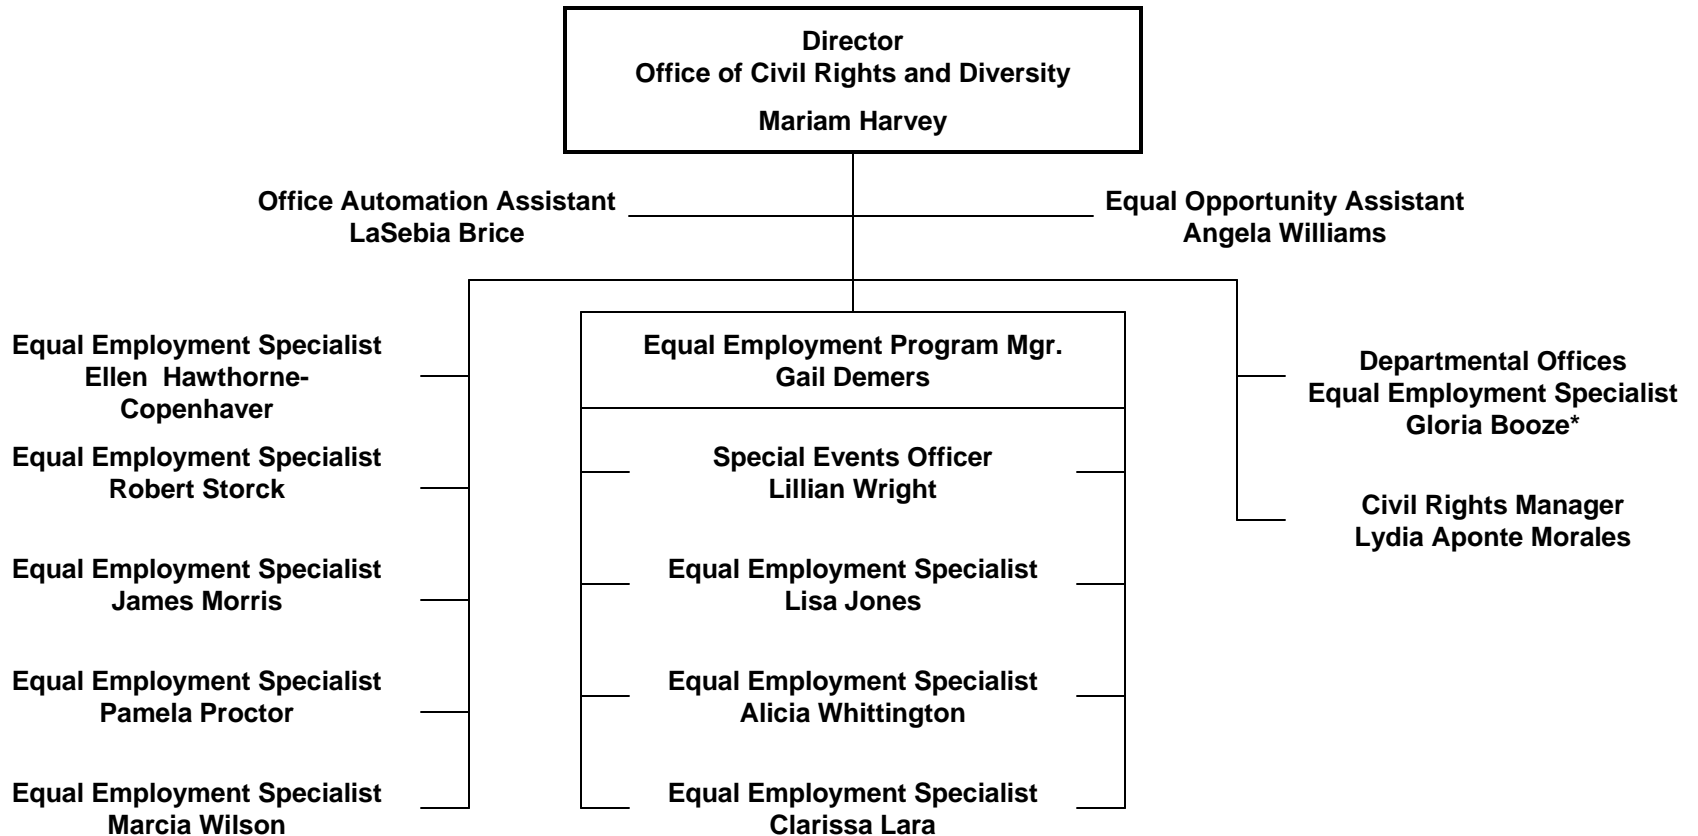 Director
Office of Civil Rights and Diversity
Mariam Harvey
Office Automation Assistant
LaSebia Brice
Equal Opportunity Assistant
Angela Williams
Equal Employment Specialist
Ellen Hawthorne-
Copenhaver
Equal Employment Specialist
Robert Storck
Equal Employment Specialist
James Morris
Equal Employment Specialist
Pamela Proctor
Equal Employment Specialist
Marcia Wilson
Equal Employment Program Mgr.
Gail Demers
Special Events Officer
Lillian Wright
Equal Employment Specialist
Lisa Jones
Equal Employment Specialist
Alicia Whittington
Equal Employment Specialist
Clarissa Lara
Departmental Offices
Equal Employment Specialist
Gloria Booze*
Civil Rights Manager
Lydia Aponte Morales